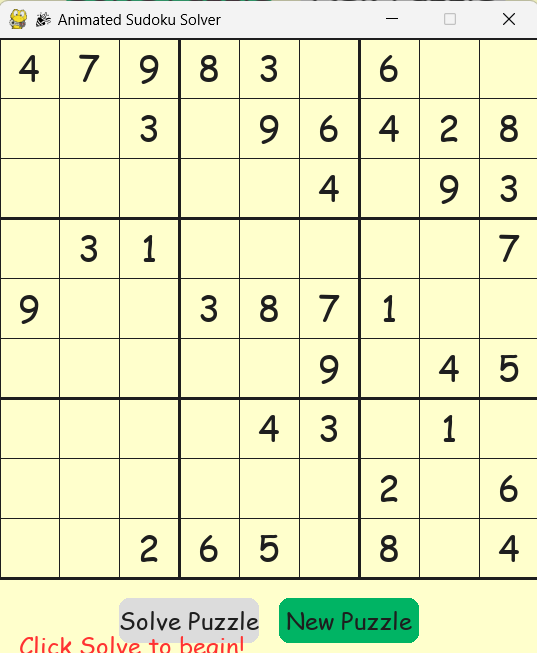 Animated Sudoku Solver
4 7 9 8 3 6
3 9 6 4 2 8
4 9 3
3 1 7
9 3 8 7 1
9 4 5
4 3 1
2 6
2 6 5 8 4
Solve Puzzle New Puzzle
Click Solve to begin!